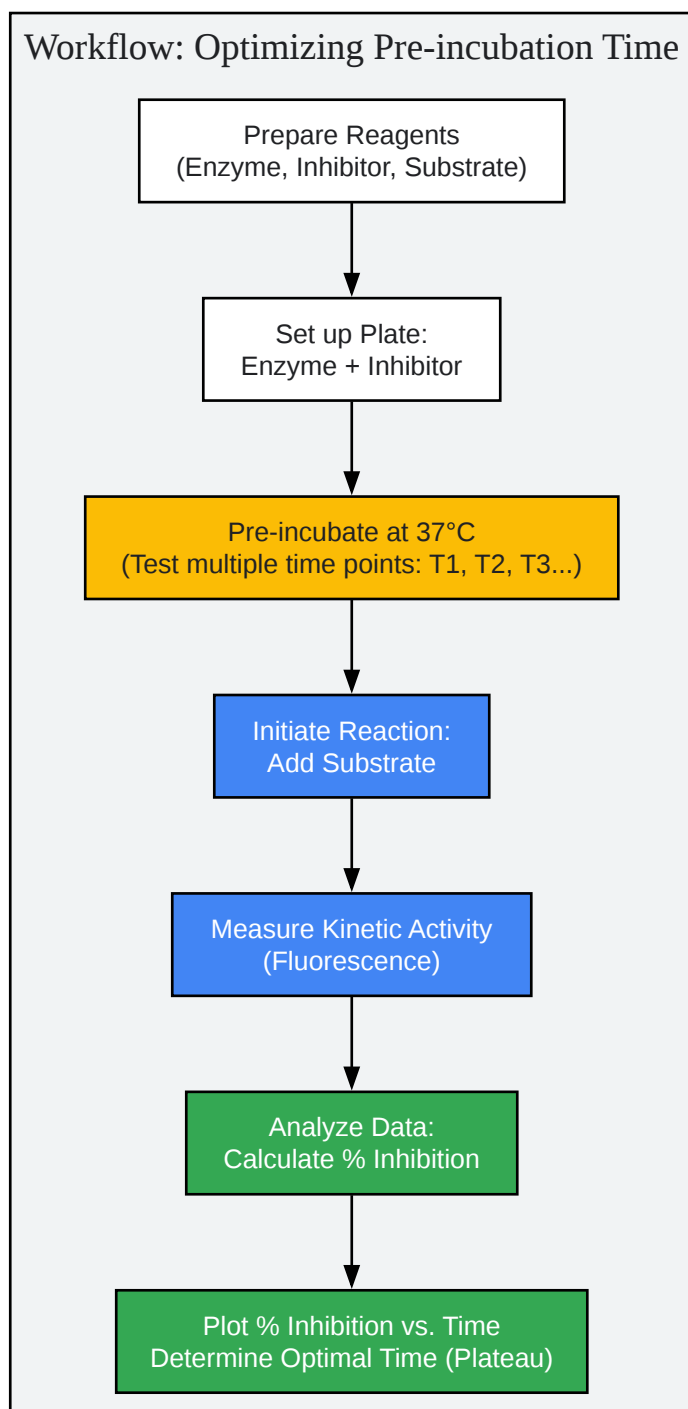 Workflow: Optimizing Pre-incubation Time
Prepare Reagents
(Enzyme, Inhibitor, Substrate)
Set up Plate:
Enzyme + Inhibitor
Pre-incubate at 37°C
(Test multiple time points: T1, T2, T3...)
Initiate Reaction:
Add Substrate
Measure Kinetic Activity
(Fluorescence)
Analyze Data:
Calculate % Inhibition
Plot % Inhibition vs. Time
Determine Optimal Time (Plateau)